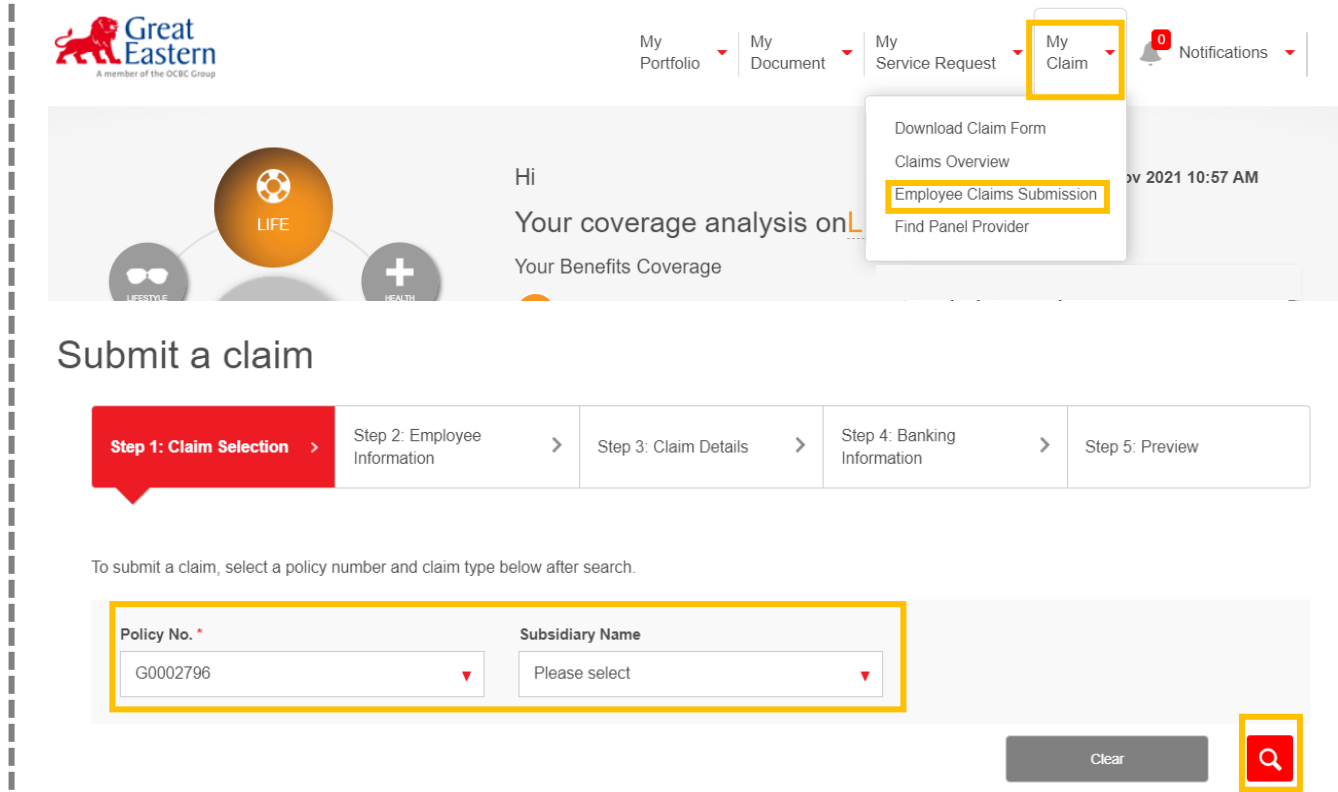 Great
Eastern
A member of the OCBC Group
My
Portfolio
My
Document
My
Service Request
My
Claim
0
Notifications
Download Claim Form
Claims Overview
Employee Claims Submission
Find Panel Provider
ov 2021 10:57 AM
LIFE
LIFESTYLE
HEALTH
Hi
Your coverage analysis onL
Your Benefits Coverage
Submit a claim
Step 1: Claim Selection
Step 2: Employee
Information
Step 3: Claim Details
Step 4: Banking
Information
Step 5: Preview
To submit a claim, select a policy number and claim type below after search.
Policy No. *
Subsidiary Name
G0002796
Please select
Clear